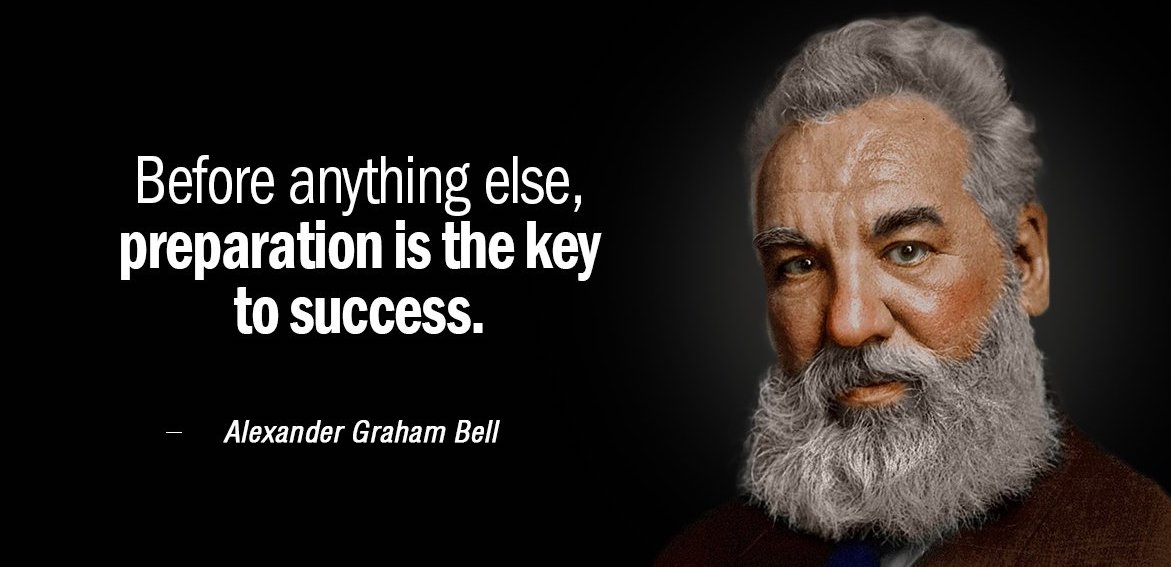 Before anything else,
preparation is the key
to success.
– Alexander Graham Bell